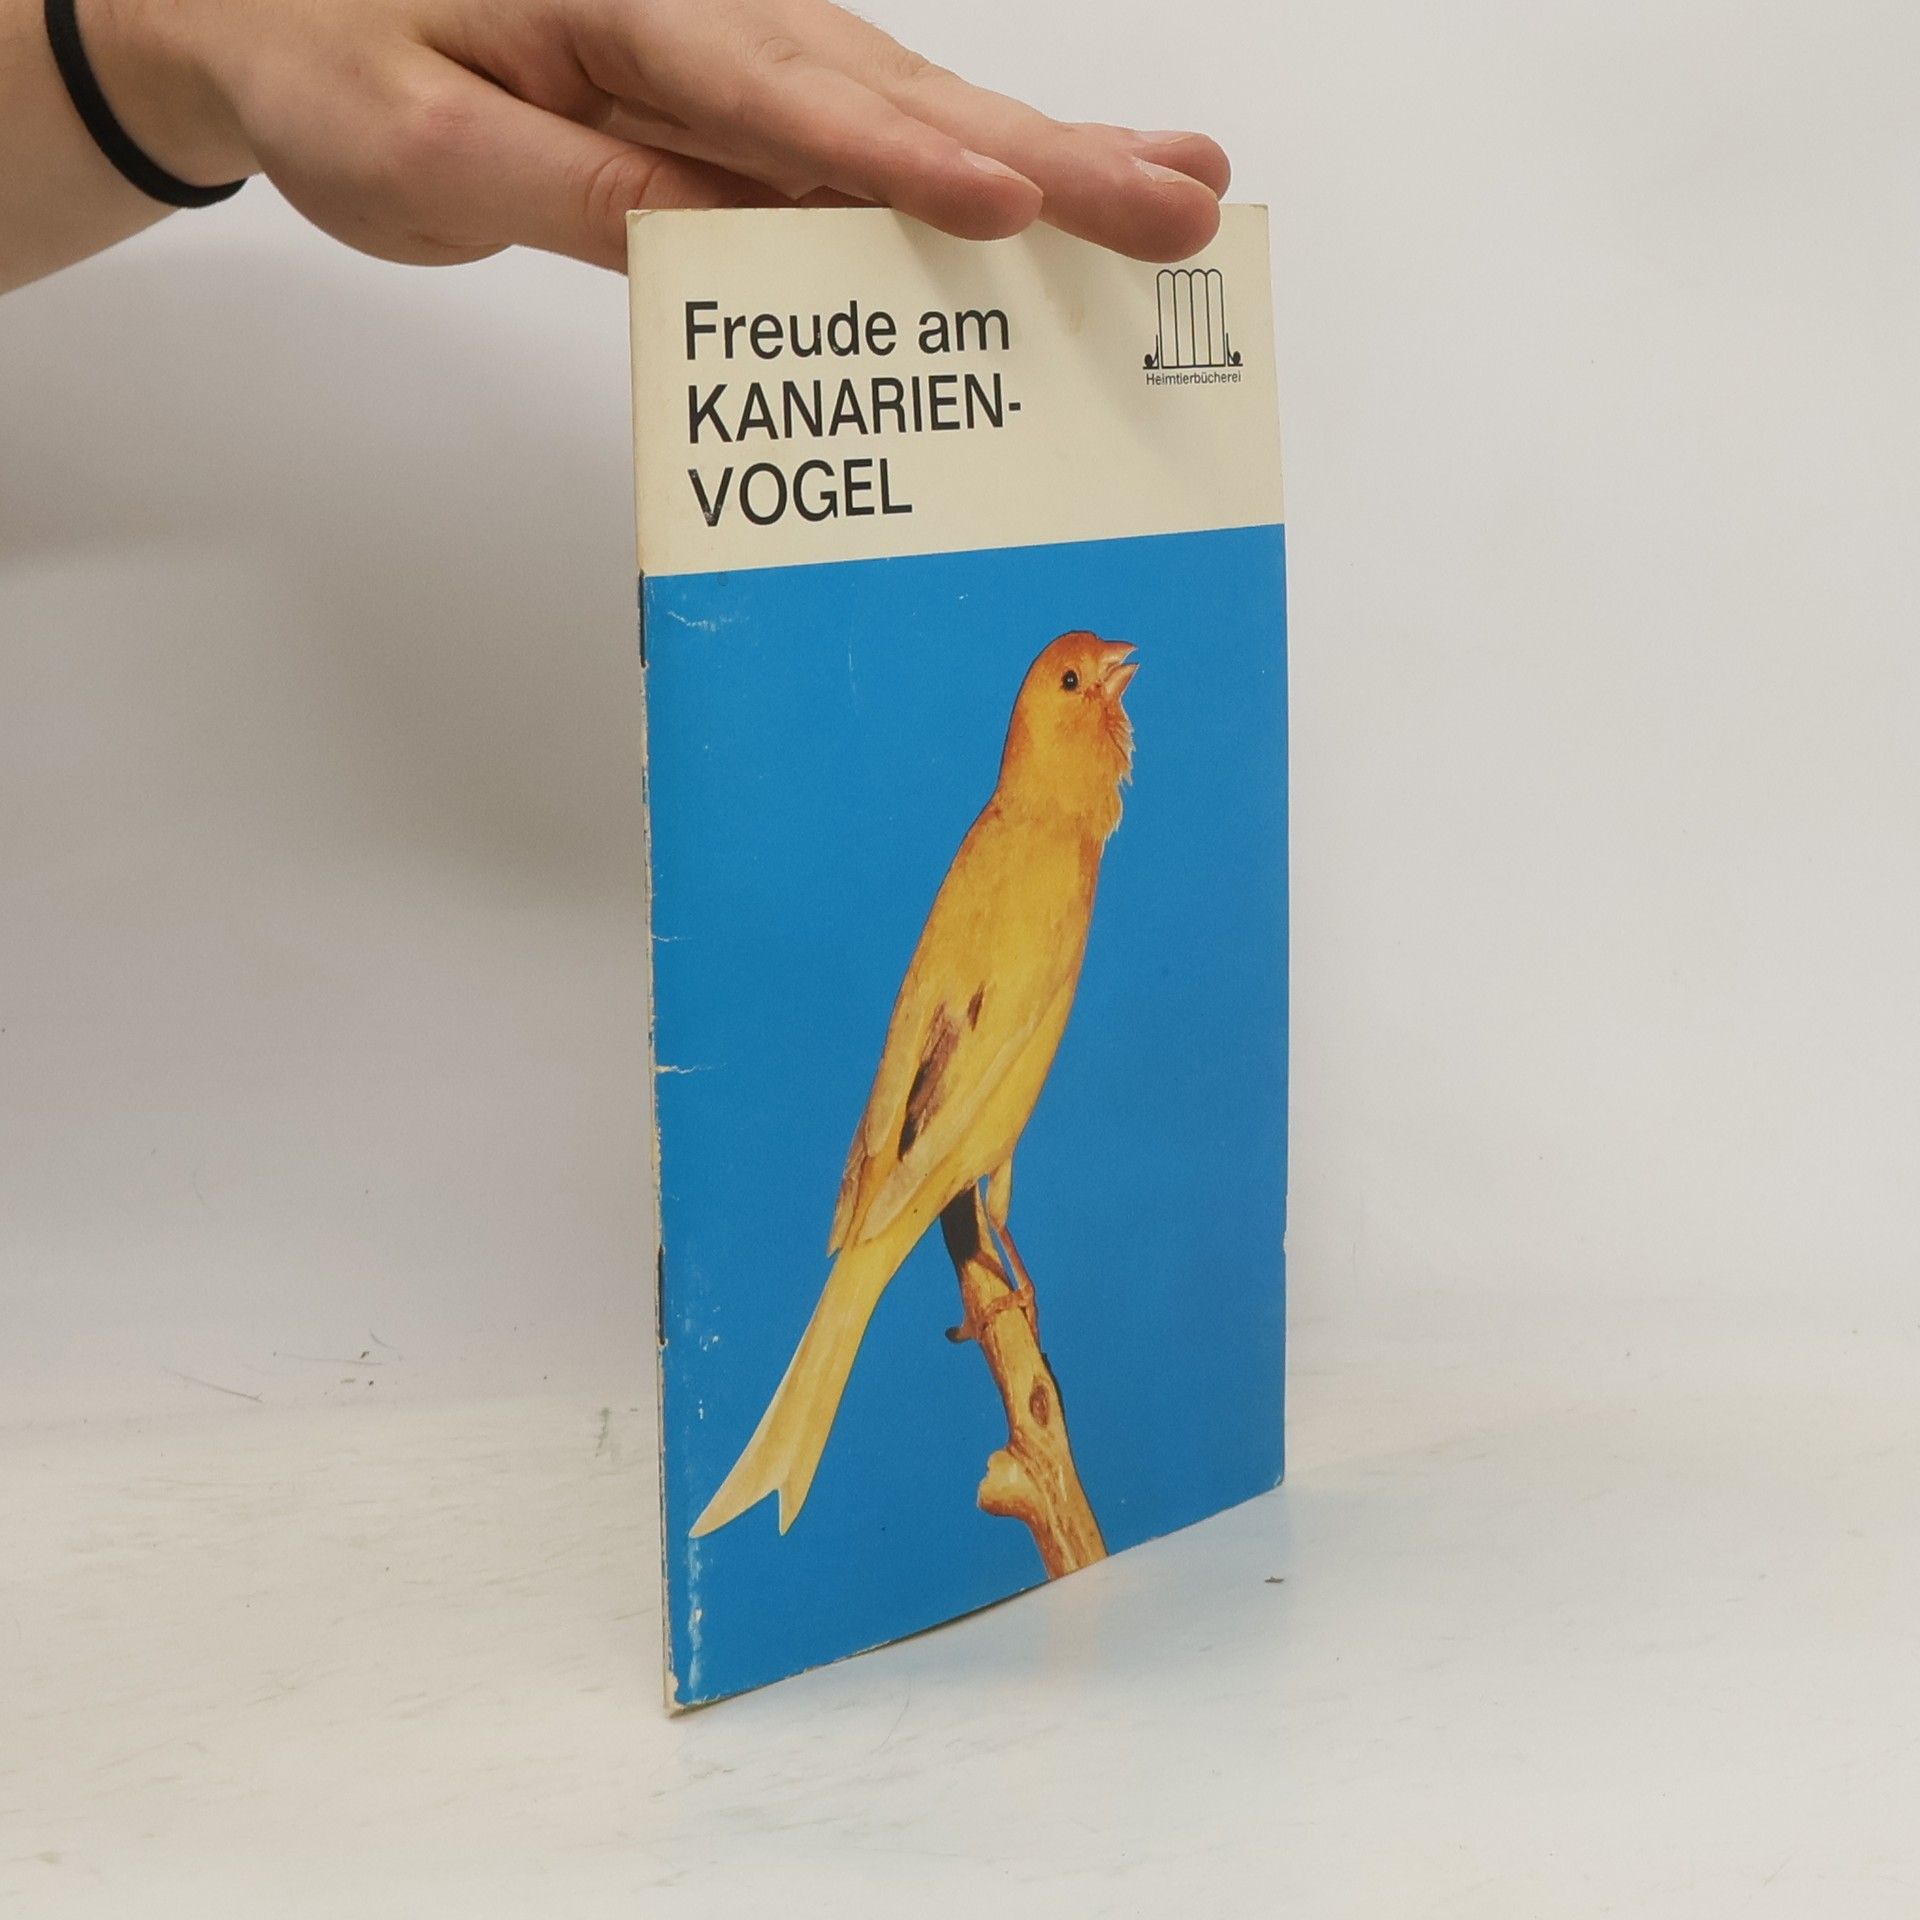 Freude am
KANARIEN-
VOGEL
Heimtierbücherei